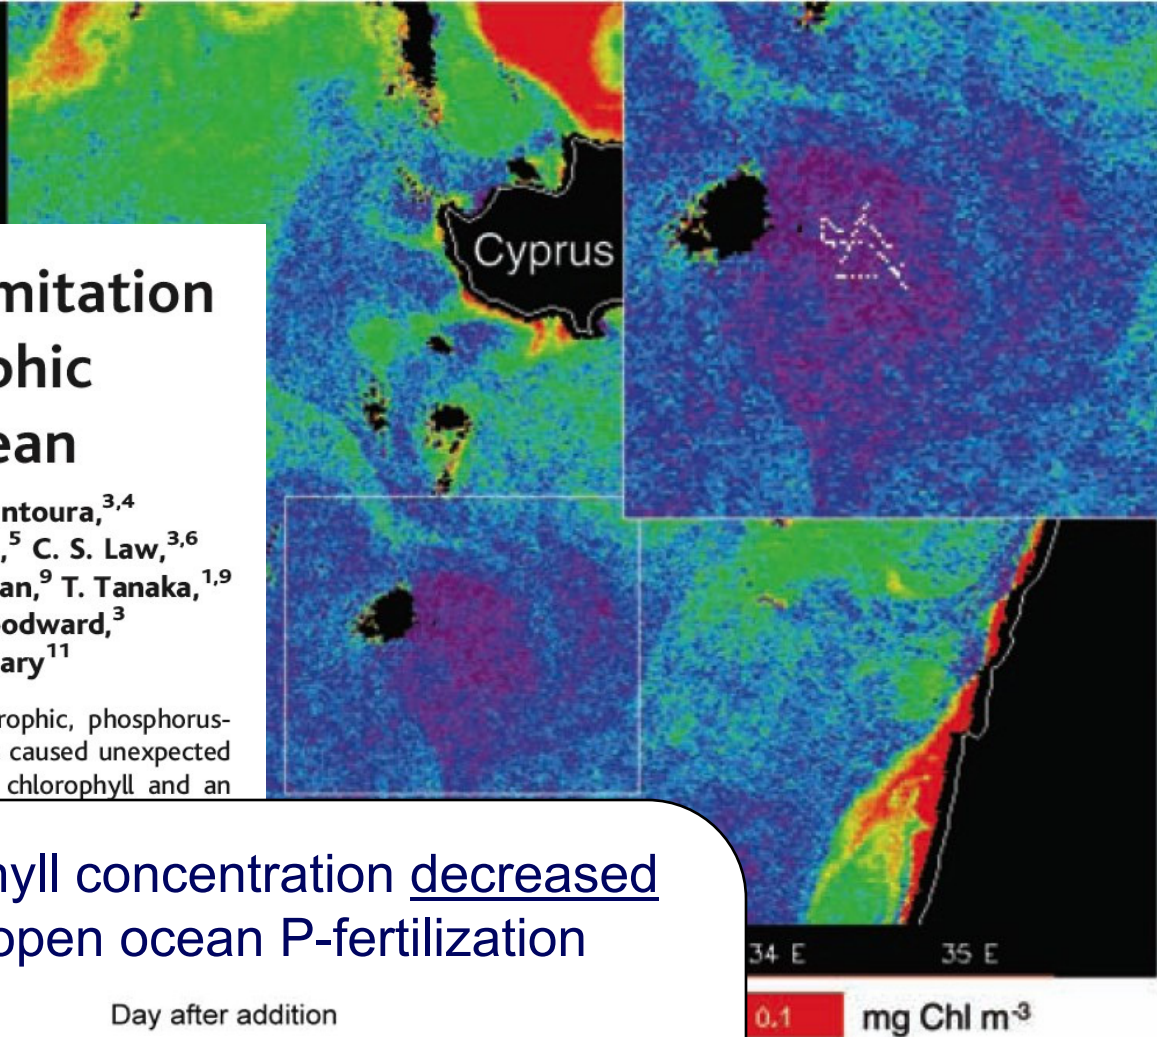 Cyprus
mitation
phic
ean
ntoura,3,4
,5 C. S. Law,3,6
an,9 T. Tanaka,1,9
odward,3
ary11
rophic, phosphorus-
caused unexpected
chlorophyll and an
hyll concentration decreased
open ocean P-fertilization
Day after addition
34 E 35 E
0.1 mg Chl m-3